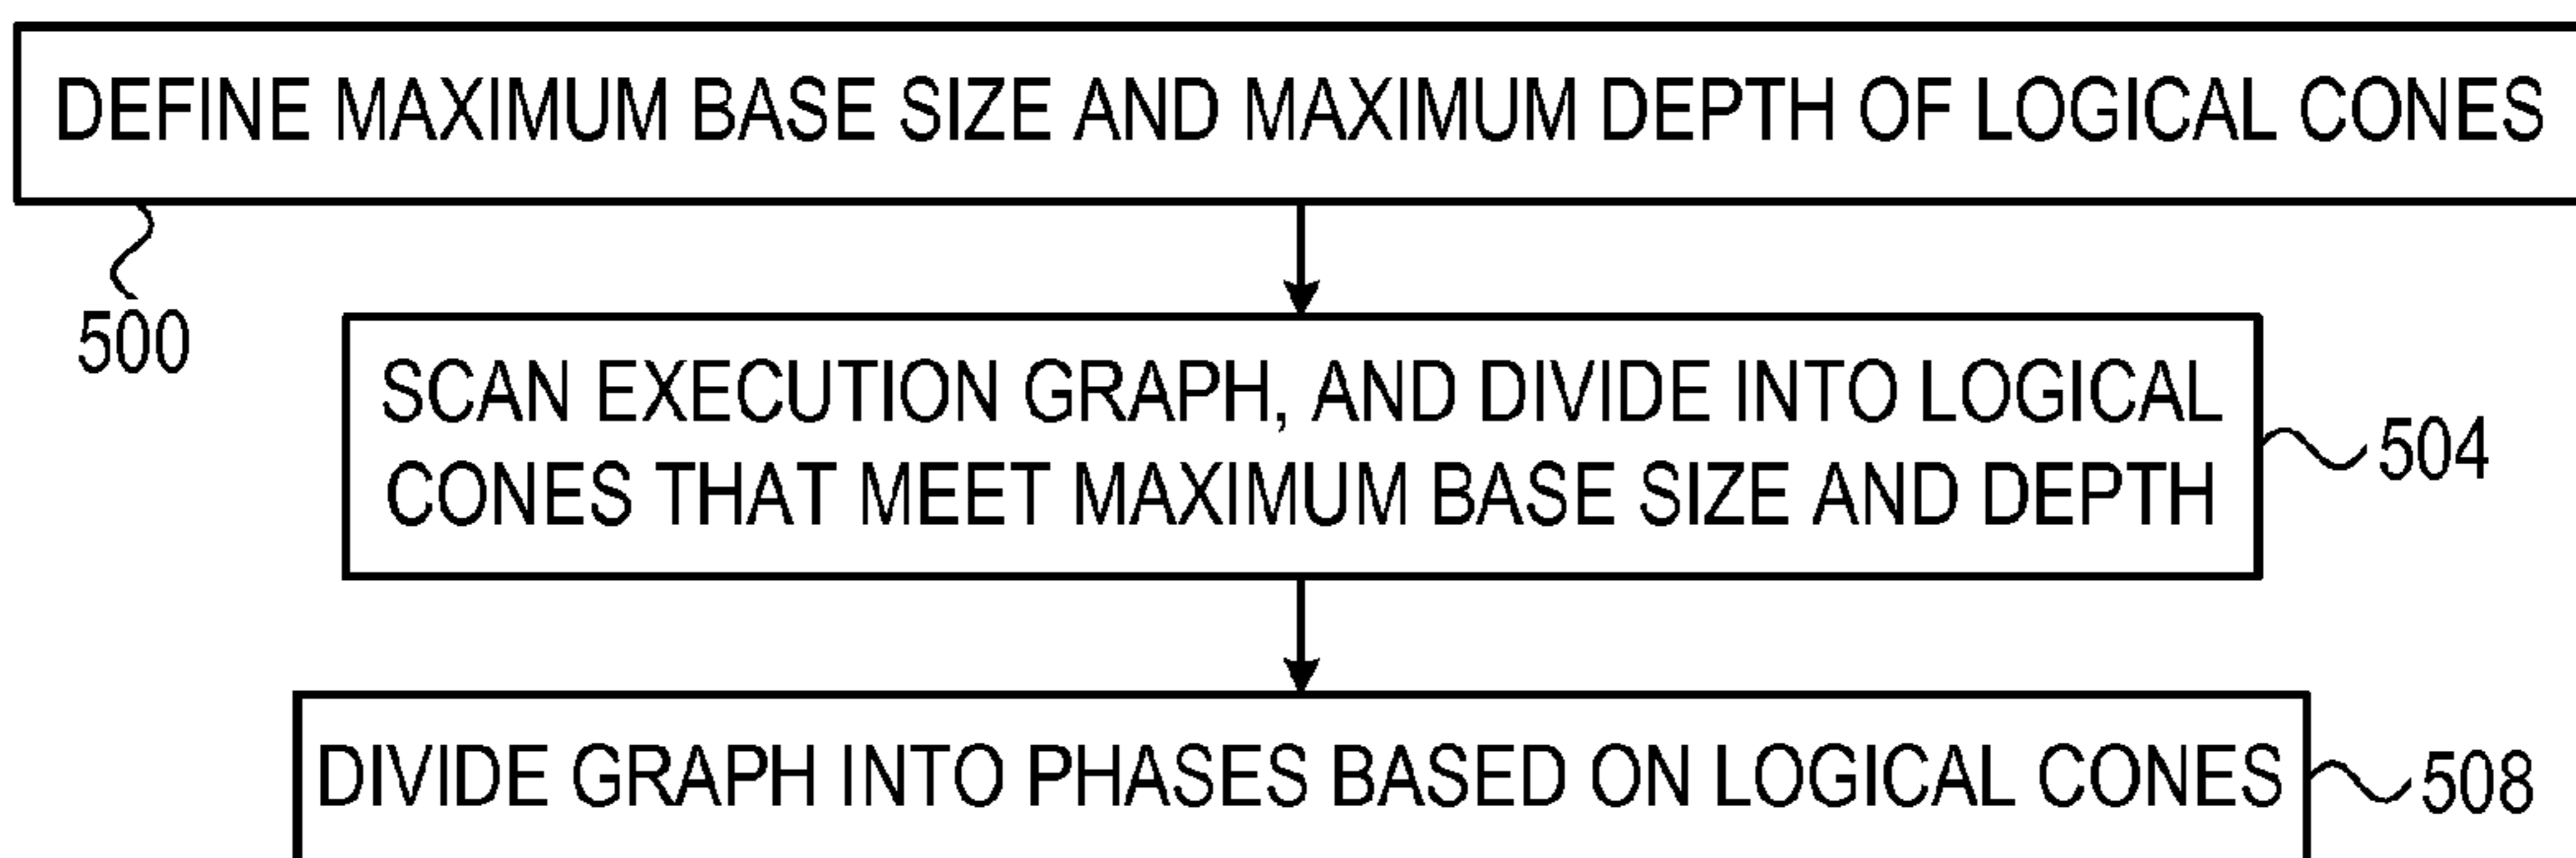 DEFINE MAXIMUM BASE SIZE AND MAXIMUM DEPTH OF LOGICAL CONES
500
SCAN EXECUTION GRAPH, AND DIVIDE INTO LOGICAL
CONES THAT MEET MAXIMUM BASE SIZE AND DEPTH
504
DIVIDE GRAPH INTO PHASES BASED ON LOGICAL CONES
508